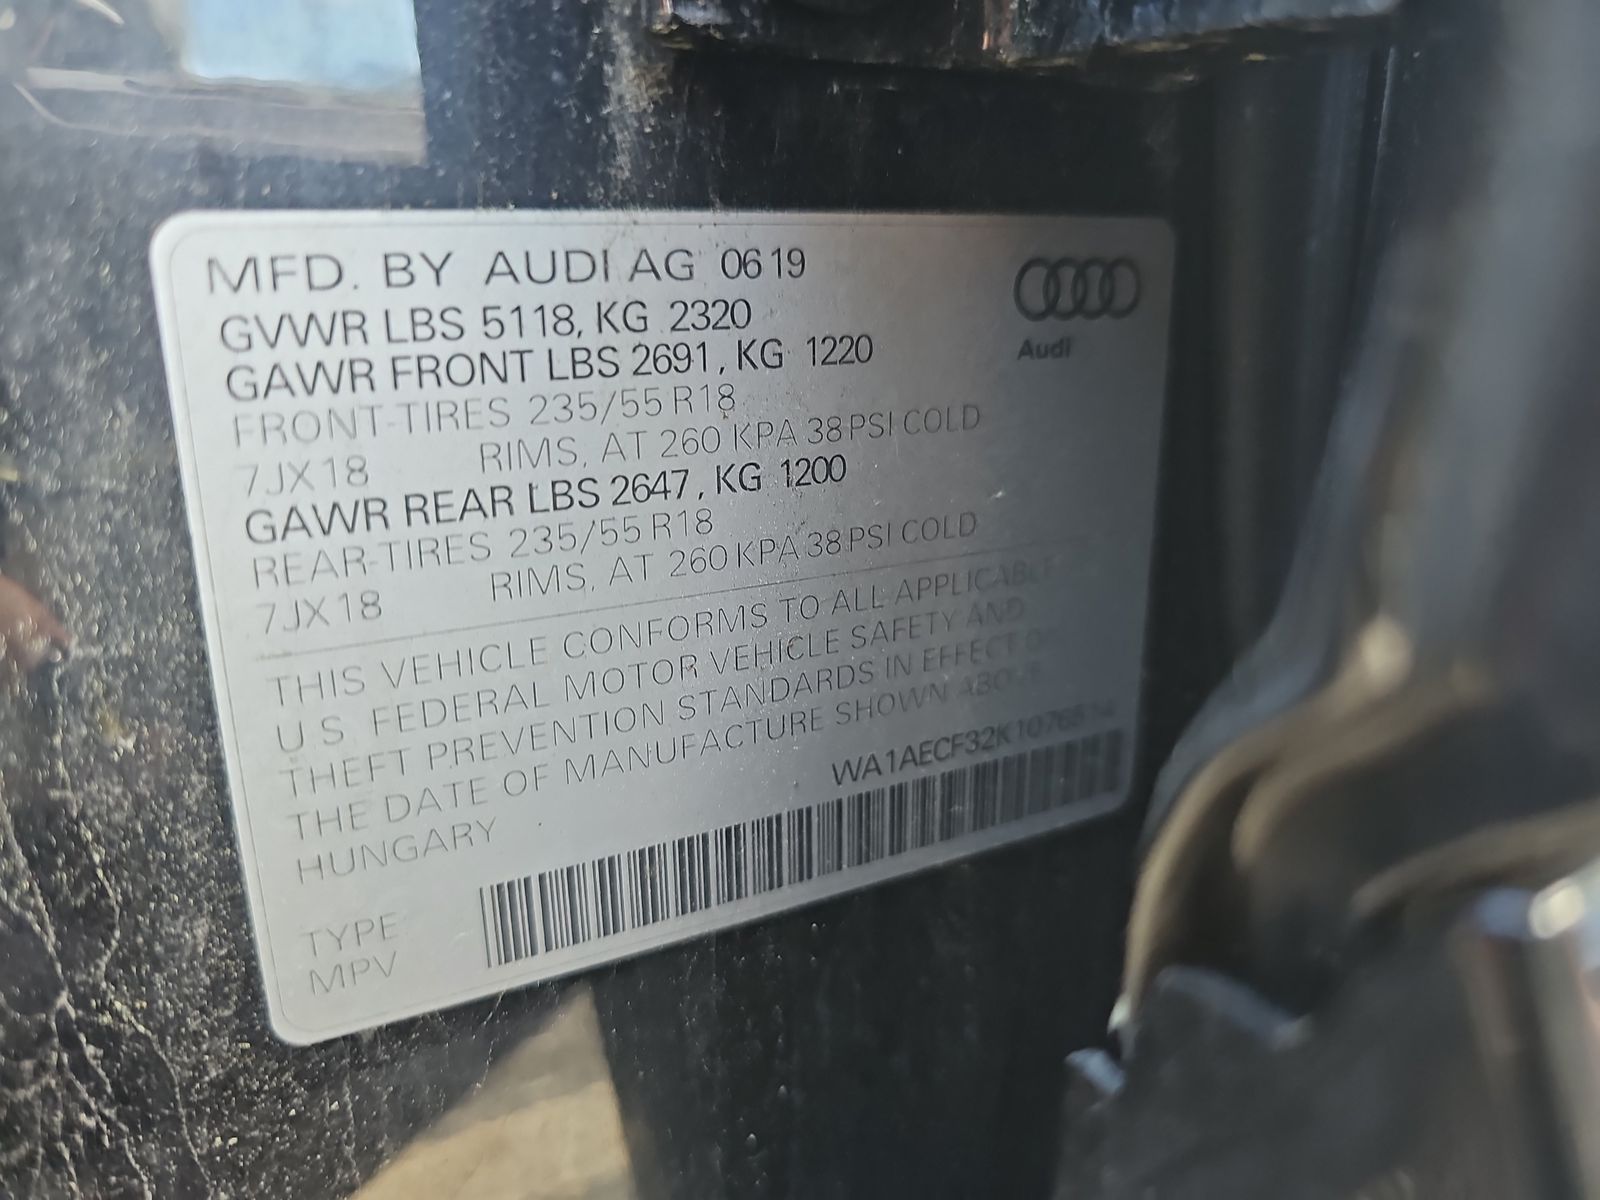 MFD. BY AUDI AG 0619
GVWR LBS 5118, KG 2320
GAWR FRONT LBS 2691, KG 1220
FRONT-TIRES 235/55 R18
7JX18 RIMS, AT 260 KPA 38 PSI COLD
GAWR REAR LBS 2647, KG 1200
REAR-TIRES 235/55 R18
7JX18 RIMS, AT 260 KPA 38 PSI COLD
THIS VEHICLE CONFORMS TO ALL APPLICABLE
U.S. FEDERAL MOTOR VEHICLE SAFETY AND
THEFT PREVENTION STANDARDS IN EFFECT ON
THE DATE OF MANUFACTURE SHOWN ABOVE
HUNGARY
TYPE
MPV
Audi